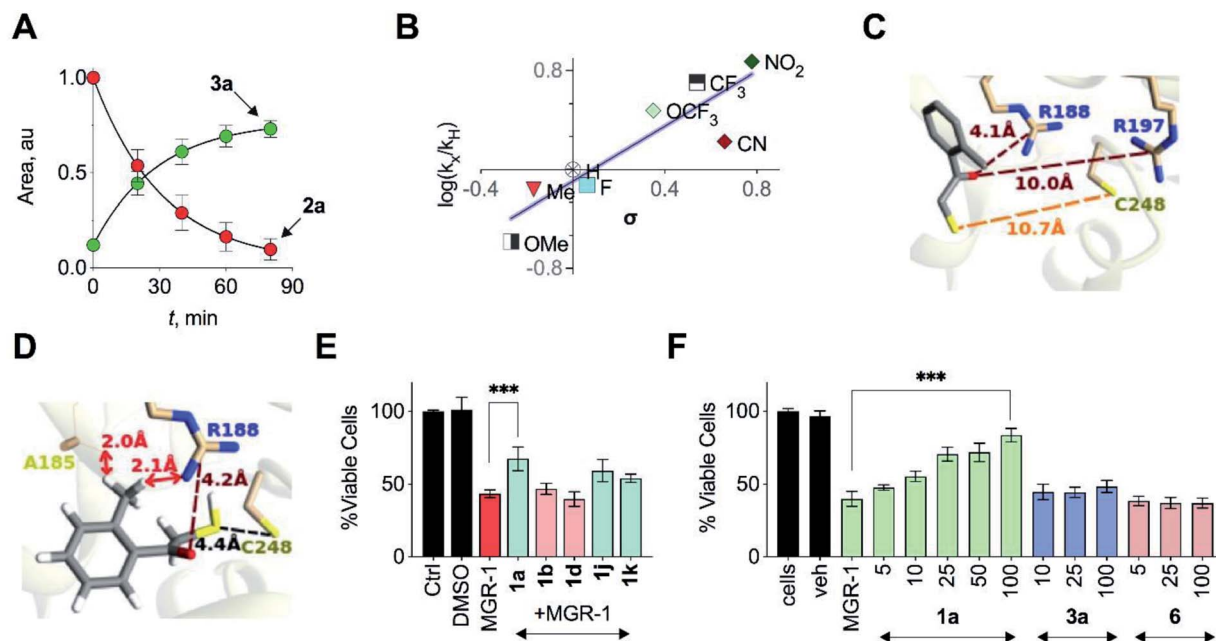 A
1.0
0.5
0.0
Area, au
3a
2a
0
30
60
90
t, min
B
0.8
-0.8
log(kX/kH)
-0.4
0.4
0.8
σ
NO2
CF3
OCF3
CN
H
Me
F
OMe
C
4.1Å
R188
R197
10.0Å
C248
10.7Å
D
A185
2.0Å
2.1Å
R188
4.2Å
4.4Å
C248
E
***
100
50
0
%Viable Cells
Ctrl
DMSO
MGR-1
1a
1b
1d
1j
1k
+MGR-1
F
***
100
50
0
% Viable Cells
cells
veh
MGR-1
5
10
25
50
100
10
25
100
5
25
100
1a
3a
6